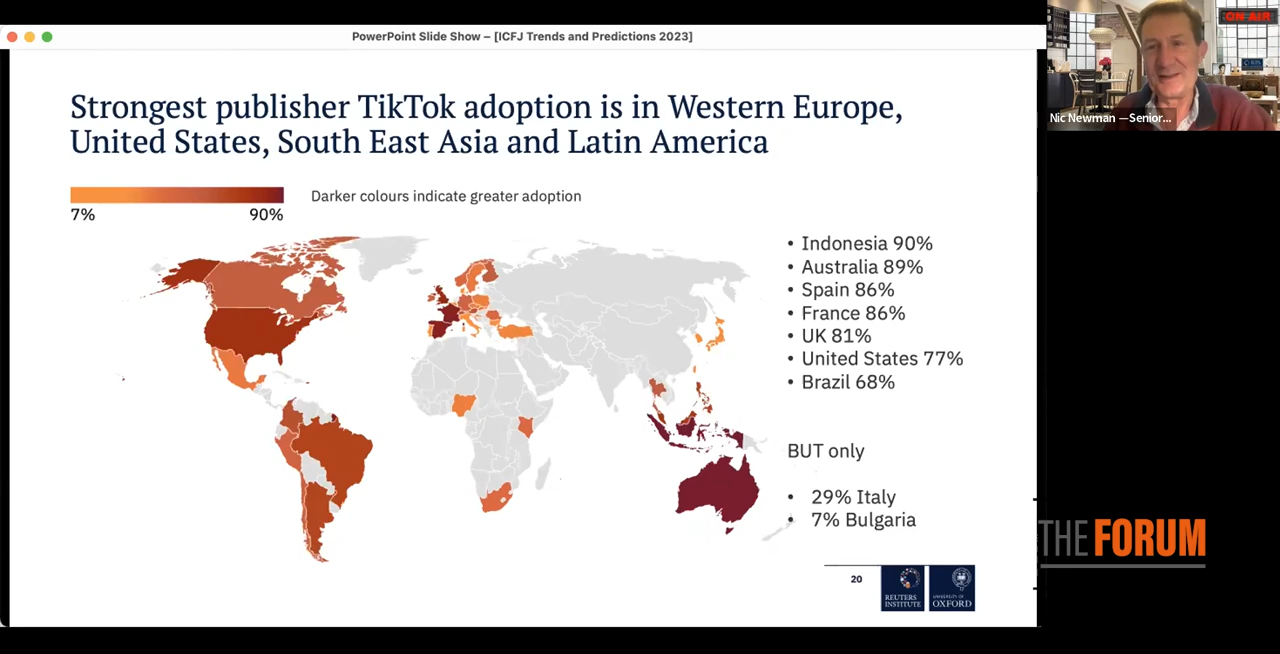 PowerPoint Slide Show – [ICFJ Trends and Predictions 2023]
ON AIR
Nic Newman —Senior...
Strongest publisher TikTok adoption is in Western Europe,
United States, South East Asia and Latin America
Darker colours indicate greater adoption
7% 90%
• Indonesia 90%
• Australia 89%
• Spain 86%
• France 86%
• UK 81%
• United States 77%
• Brazil 68%
BUT only
• 29% Italy
• 7% Bulgaria
THE FORUM
20
REUTERS
INSTITUTE
UNIVERSITY OF
OXFORD